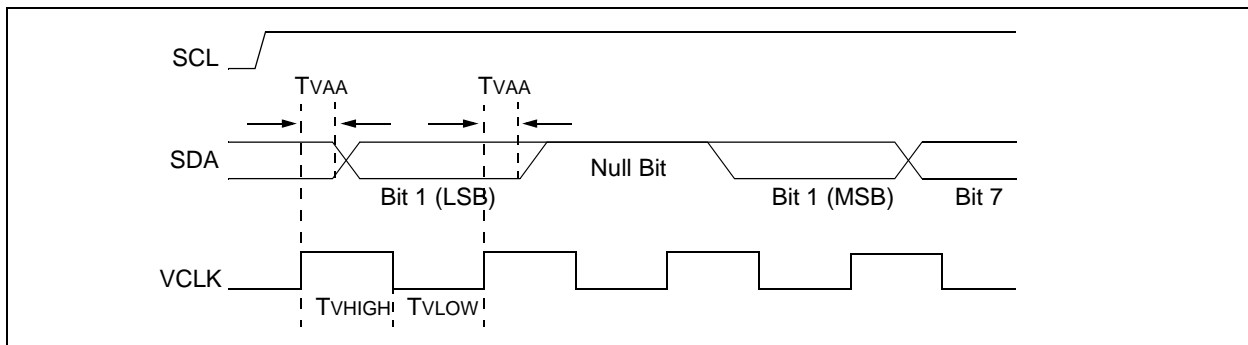 SCL
TVAA TVAA
SDA
Null Bit
Bit 1 (LSB) Bit 1 (MSB) Bit 7
VCLK
TVHIGH TVLOW